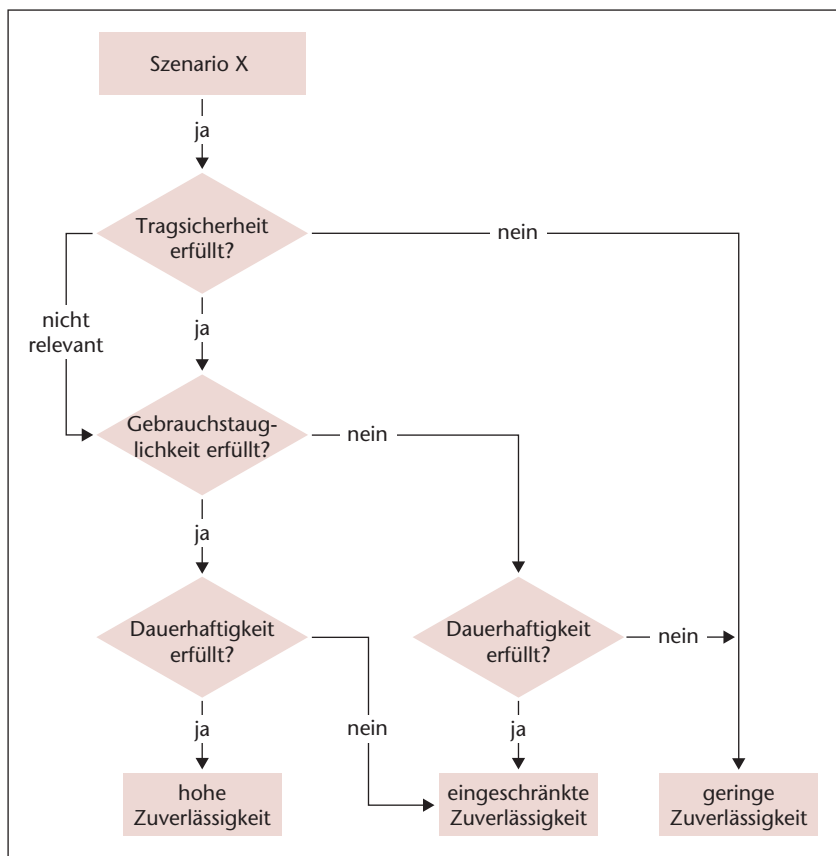 Szenario X
ja
Tragsicherheit
erfüllt?
nein
nicht
relevant
ja
Gebrauchstaug-
lichkeit erfüllt?
nein
ja
Dauerhaftigkeit
erfüllt?
Dauerhaftigkeit
erfüllt?
nein
ja
nein
ja
hohe
Zuverlässigkeit
eingeschränkte
Zuverlässigkeit
geringe
Zuverlässigkeit